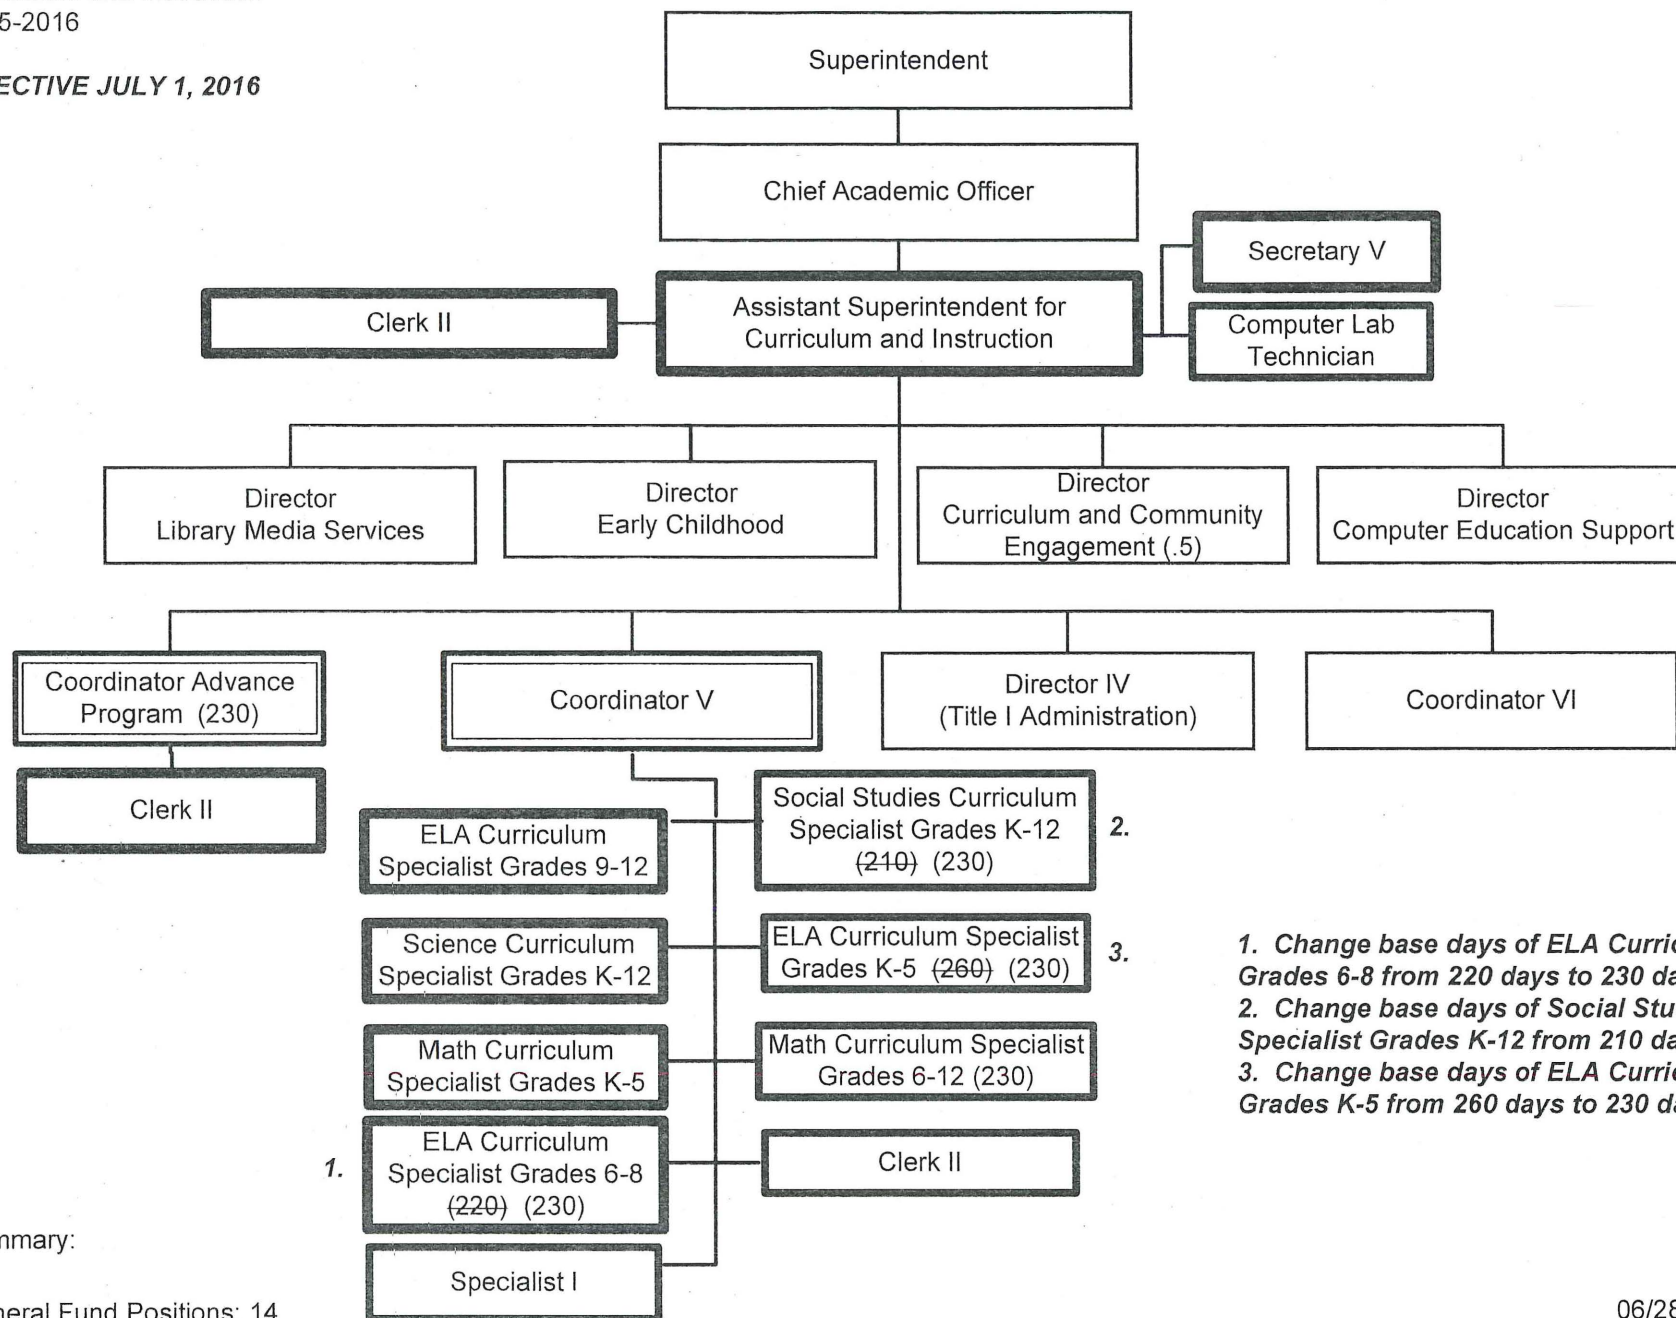 5-2016
ECTIVE JULY 1, 2016
Superintendent
Chief Academic Officer
Secretary V
Clerk II
Assistant Superintendent for
Curriculum and Instruction
Computer Lab
Technician
Director
Library Media Services
Director
Early Childhood
Director
Curriculum and Community
Engagement (.5)
Director
Computer Education Support
Coordinator Advance
Program (230)
Coordinator V
Director IV
(Title I Administration)
Coordinator VI
Clerk II
ELA Curriculum
Specialist Grades 9-12
Social Studies Curriculum
Specialist Grades K-12
(210) (230)
2.
Science Curriculum
Specialist Grades K-12
ELA Curriculum Specialist
Grades K-5 (260) (230)
3.
Math Curriculum
Specialist Grades K-5
Math Curriculum Specialist
Grades 6-12 (230)
1.
ELA Curriculum
Specialist Grades 6-8
(220) (230)
Clerk II
Specialist I
1. Change base days of ELA Curric
Grades 6-8 from 220 days to 230 da
2. Change base days of Social Stu
Specialist Grades K-12 from 210 da
3. Change base days of ELA Curric
Grades K-5 from 260 days to 230 da
nmary:
neral Fund Positions: 14
06/28